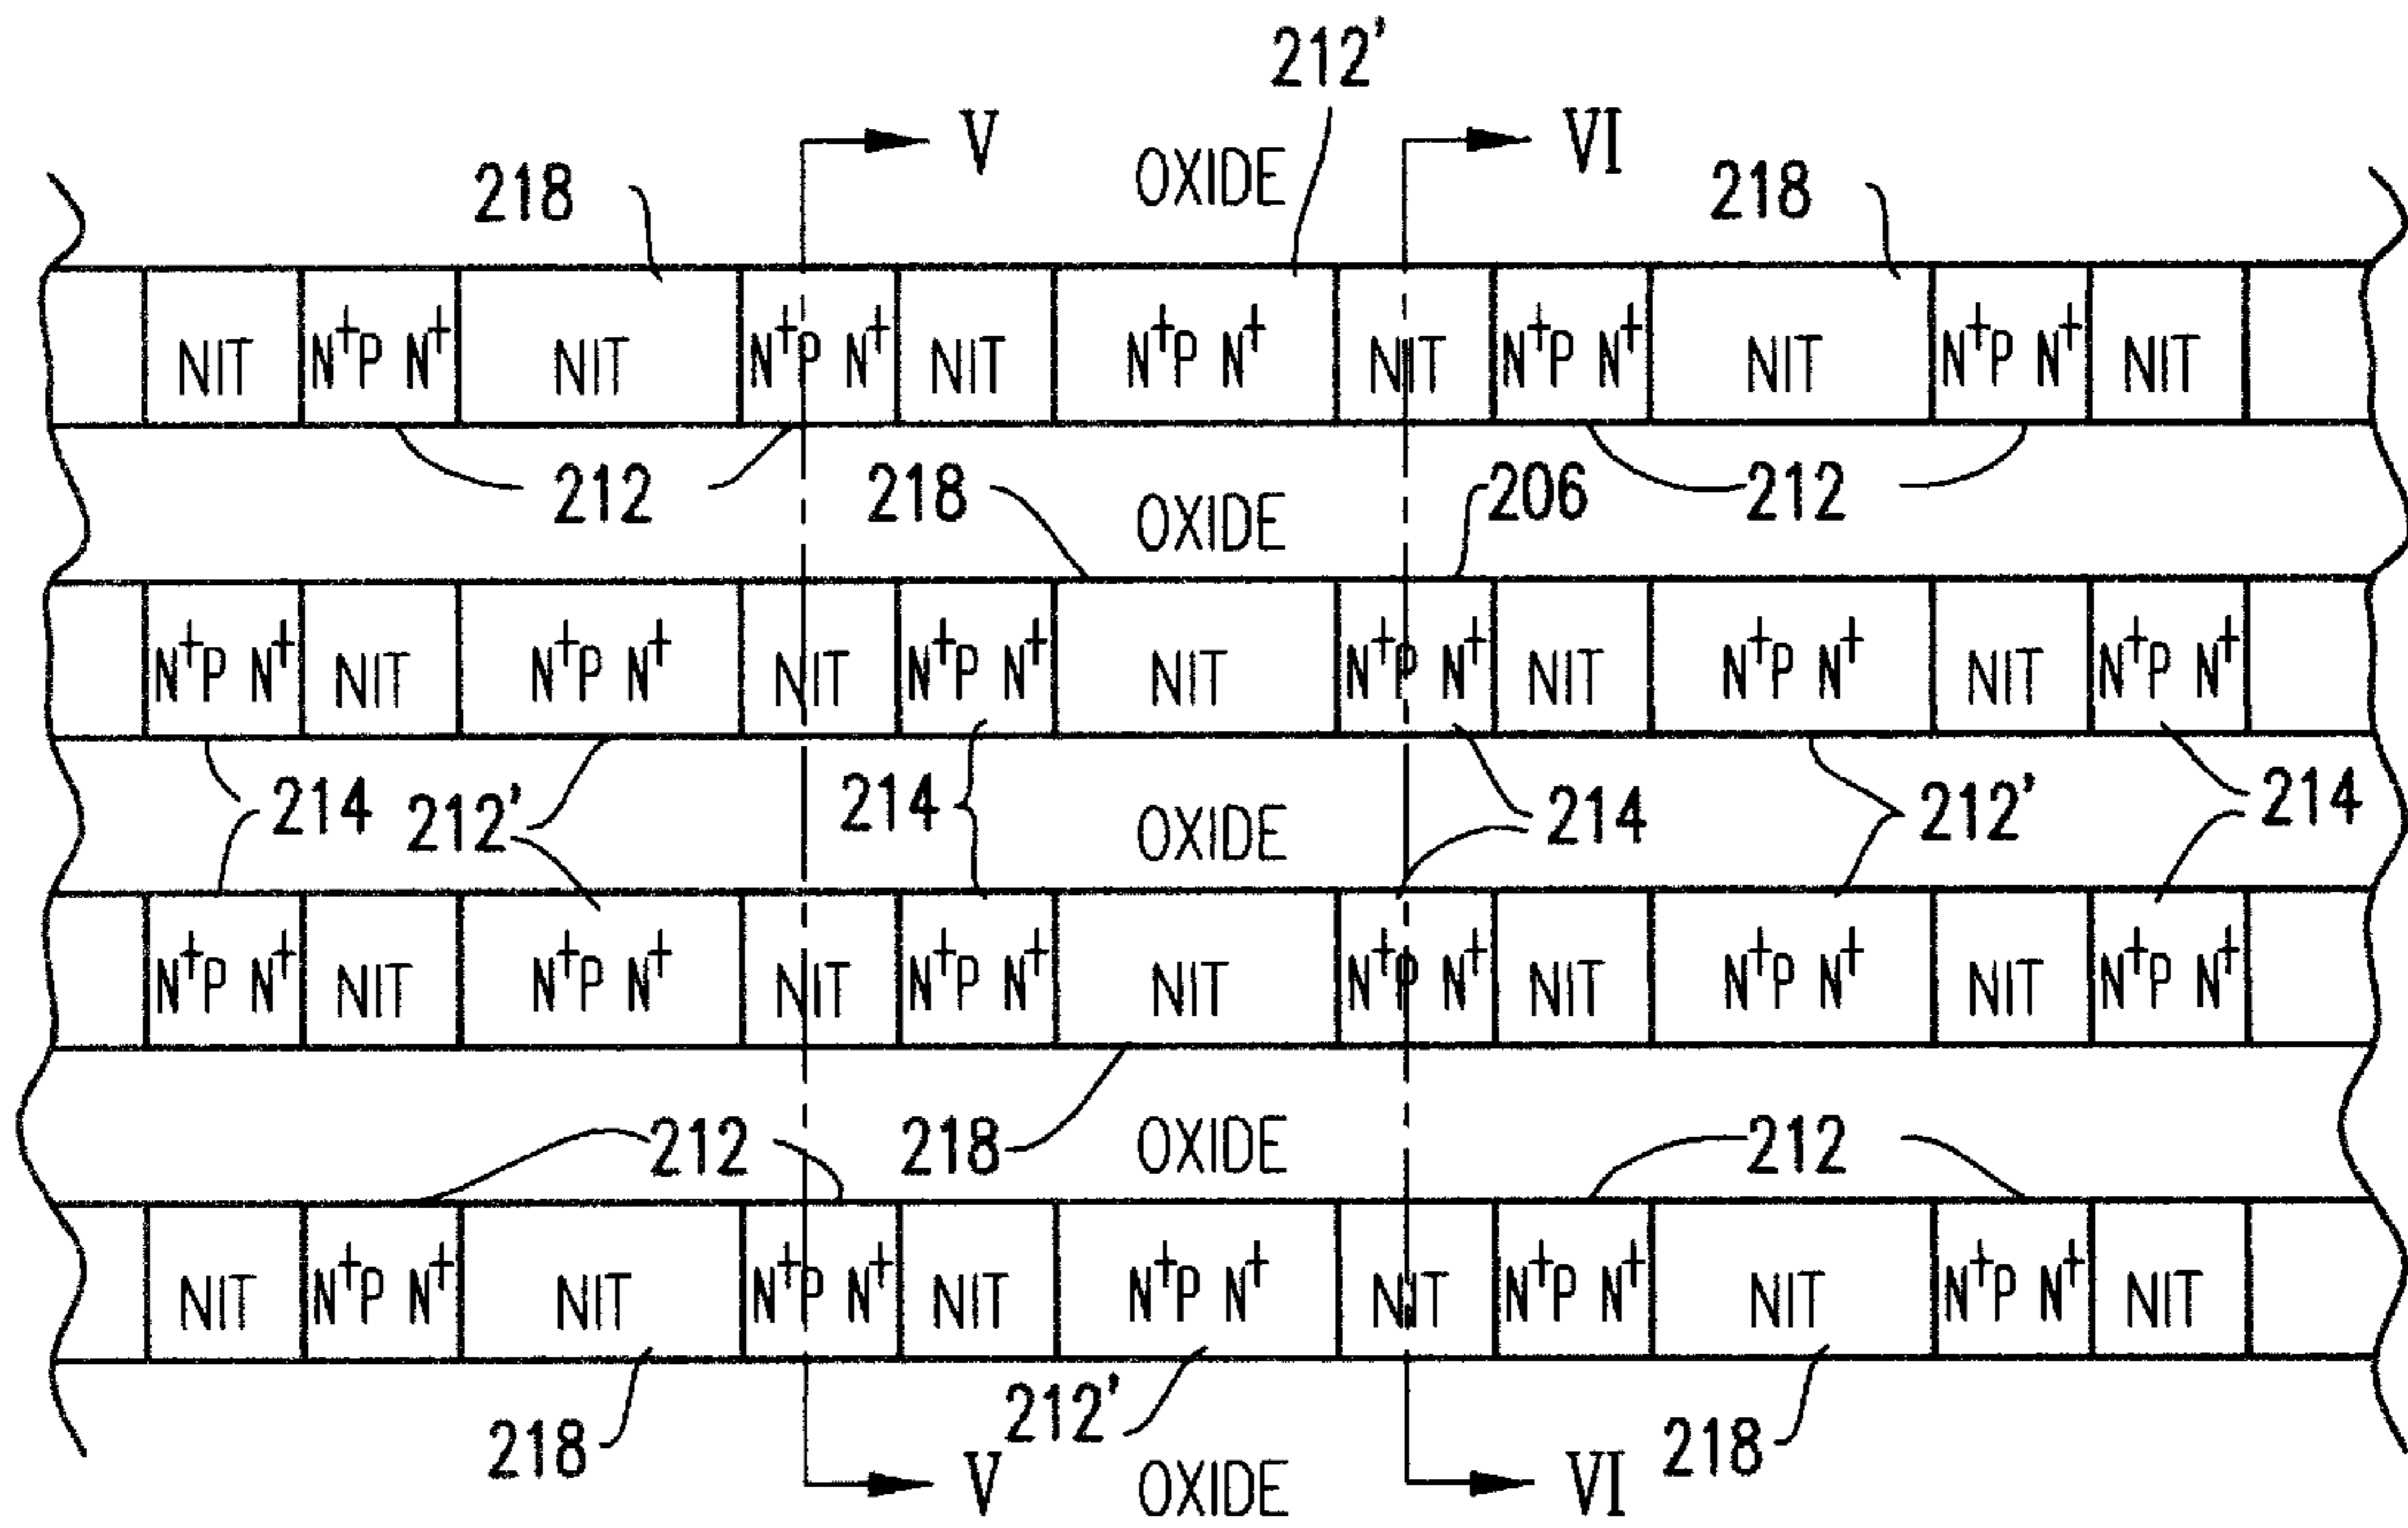 212'
V OXIDE VI
218 218
NIT N⁺P N⁺ NIT N⁺P N⁺ NIT N⁺P N⁺ NIT N⁺P N⁺ NIT N⁺P N⁺ NIT
212 218 OXIDE 206 212
N⁺P N⁺ NIT N⁺P N⁺ NIT N⁺P N⁺ NIT N⁺P N⁺ NIT N⁺P N⁺ NIT N⁺P N⁺
214 212' 214 OXIDE 214 212' 214
N⁺P N⁺ NIT N⁺P N⁺ NIT N⁺P N⁺ NIT N⁺P N⁺ NIT N⁺P N⁺ NIT N⁺P N⁺
212 218 OXIDE 212
NIT N⁺P N⁺ NIT N⁺P N⁺ NIT N⁺P N⁺ NIT N⁺P N⁺ NIT N⁺P N⁺ NIT
218 212' 218
V OXIDE VI